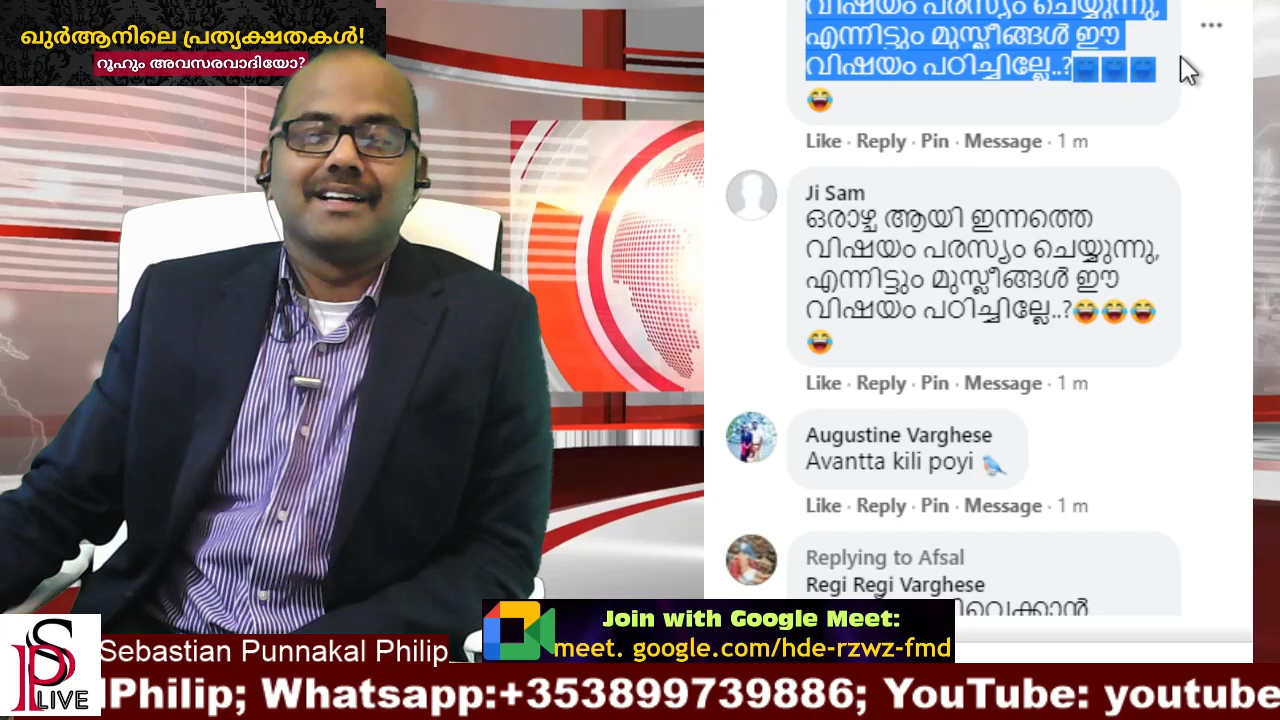 ഖുർആനിലെ പ്രത്യക്ഷതകൾ!
റൂഹും അവസരവാദിയോ?
വിഷയം പരസ്യം ചെയ്യുന്നു,
എന്നിട്ടും മുസ്ലീങ്ങൾ ഈ
വിഷയം പഠിച്ചില്ലേ..?
😂
Like · Reply · Pin · Message · 1 m
Ji Sam
ഒരാഴ്ച ആയി ഇന്നത്തെ
വിഷയം പരസ്യം ചെയ്യുന്നു,
എന്നിട്ടും മുസ്ലീങ്ങൾ ഈ
വിഷയം പഠിച്ചില്ലേ..?😂😂😂
😂
Like · Reply · Pin · Message · 1 m
Augustine Varghese
Avantta kili poyi 🐦
Like · Reply · Pin · Message · 1 m
Replying to Afsal
Regi Regi Varghese
Join with Google Meet:
meet. google.com/hde-rzwz-fmd
PS
LIVE
Sebastian Punnakal Philip
Philip; Whatsapp:+353899739886; YouTube: youtube